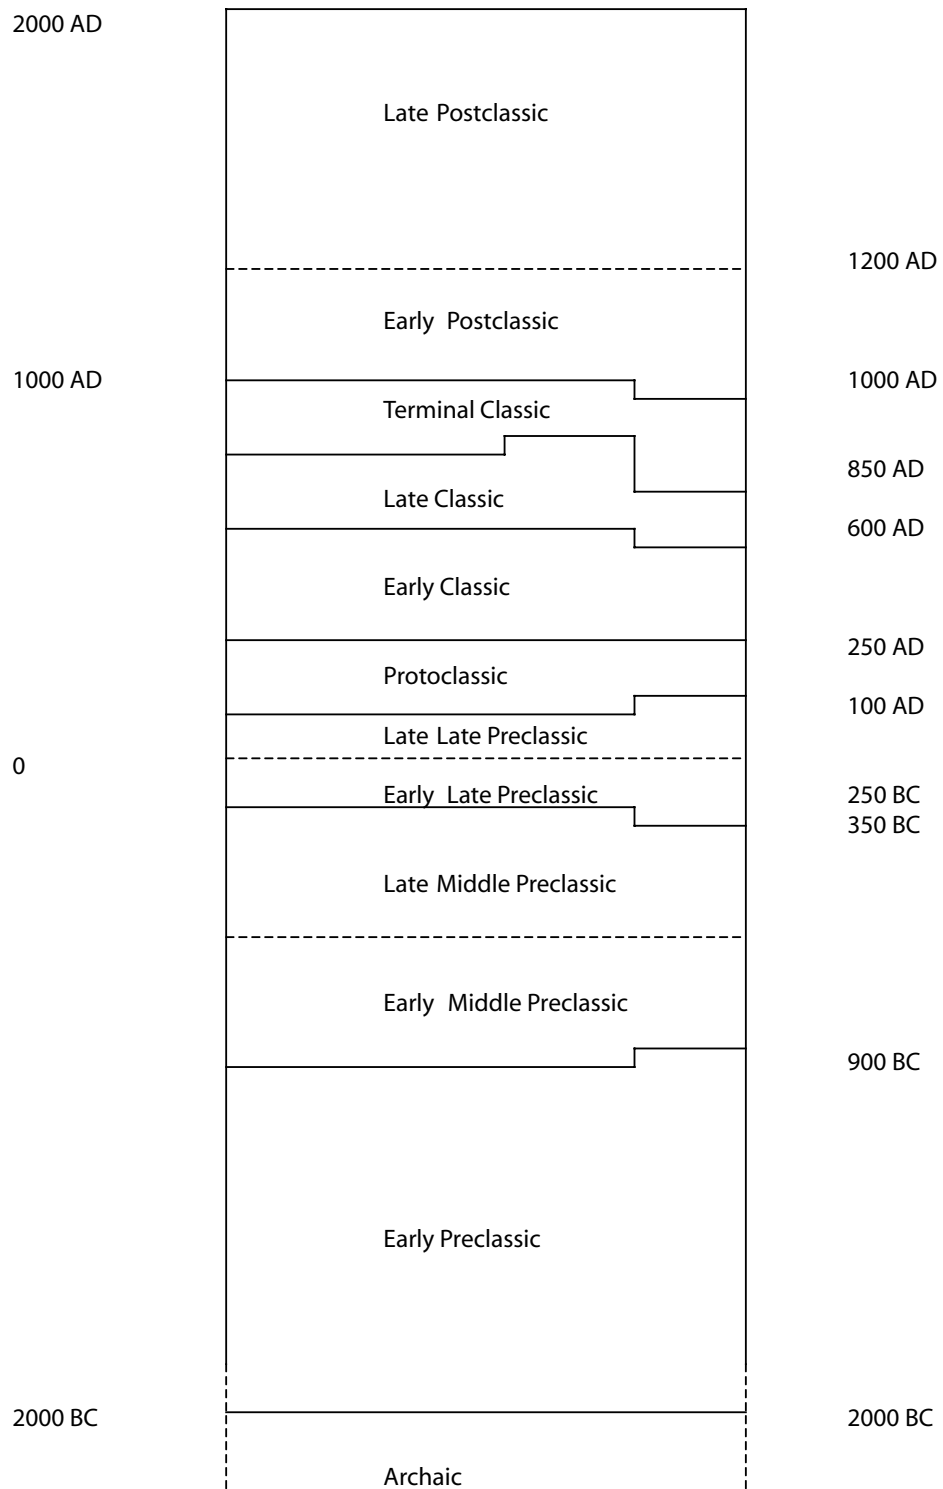 2000 AD
Late Postclassic
1200 AD
Early Postclassic
1000 AD
1000 AD
Terminal Classic
850 AD
Late Classic
600 AD
Early Classic
250 AD
Protoclassic
100 AD
Late Late Preclassic
0
Early Late Preclassic
250 BC
350 BC
Late Middle Preclassic
Early Middle Preclassic
900 BC
Early Preclassic
2000 BC
2000 BC
Archaic